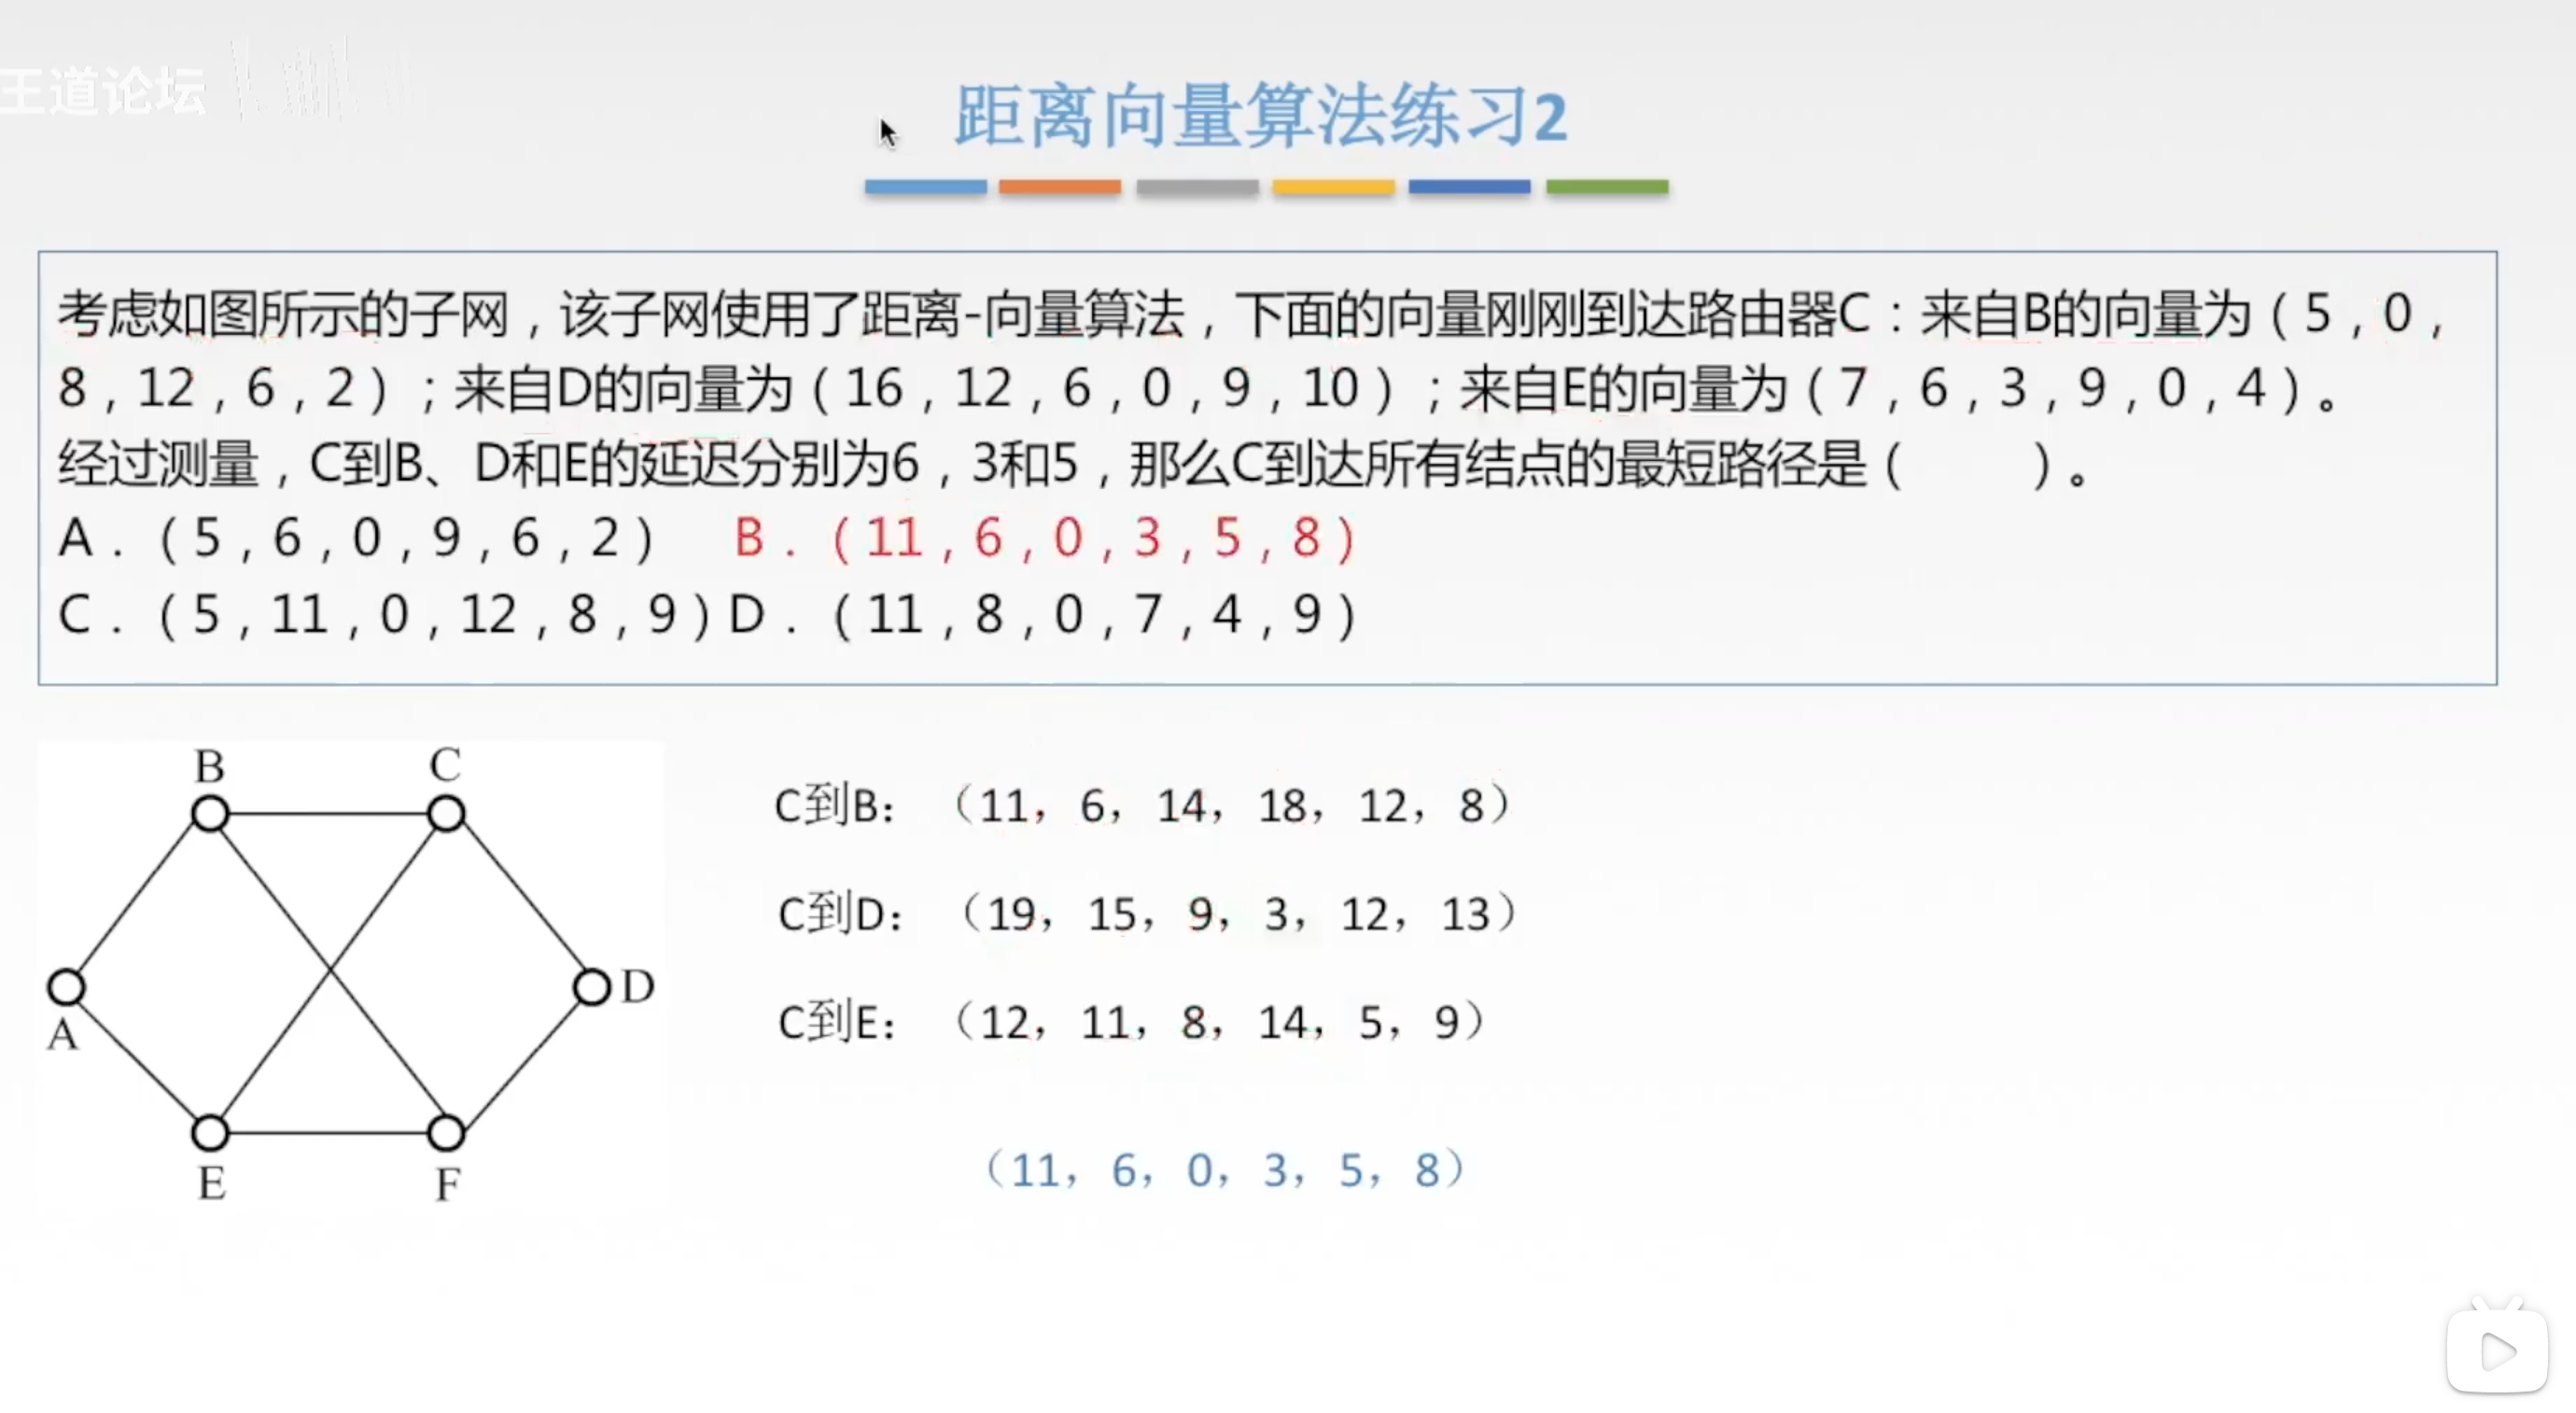 王道论坛
距离向量算法练习2
考虑如图所示的子网，该子网使用了距离-向量算法，下面的向量刚刚到达路由器C：来自B的向量为（5，0，
8，12，6，2）；来自D的向量为（16，12，6，0，9，10）；来自E的向量为（7，6，3，9，0，4）。
经过测量，C到B、D和E的延迟分别为6，3和5，那么C到达所有结点的最短路径是（　　）。
A．（5，6，0，9，6，2） B．（11，6，0，3，5，8）
C．（5，11，0，12，8，9）D．（11，8，0，7，4，9）
B C
C到B：（11，6，14，18，12，8）
C到D：（19，15，9，3，12，13）
D
A
C到E：（12，11，8，14，5，9）
（11，6，0，3，5，8）
E F